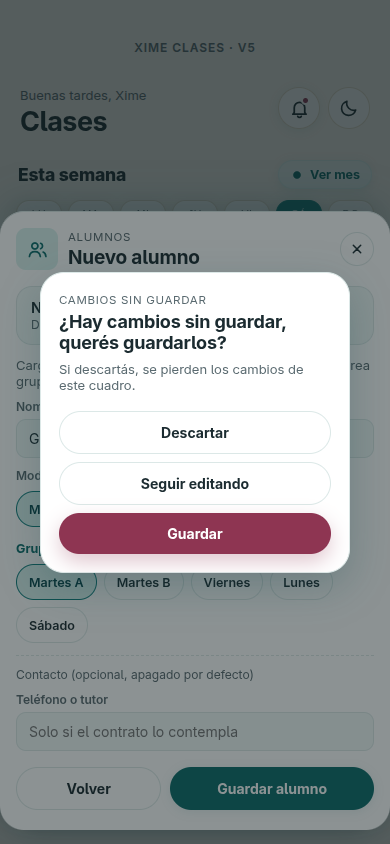 XIME CLASES · V5
Buenas tardes, Xime
Clases
Esta semana
Ver mes
ALUMNOS
Nuevo alumno
CAMBIOS SIN GUARDAR
¿Hay cambios sin guardar,
querés guardarlos?
Si descartás, se pierden los cambios de
este cuadro.
Descartar
Seguir editando
Guardar
Martes A
Martes B
Viernes
Lunes
Sábado
Contacto (opcional, apagado por defecto)
Teléfono o tutor
Solo si el contrato lo contempla
Volver
Guardar alumno